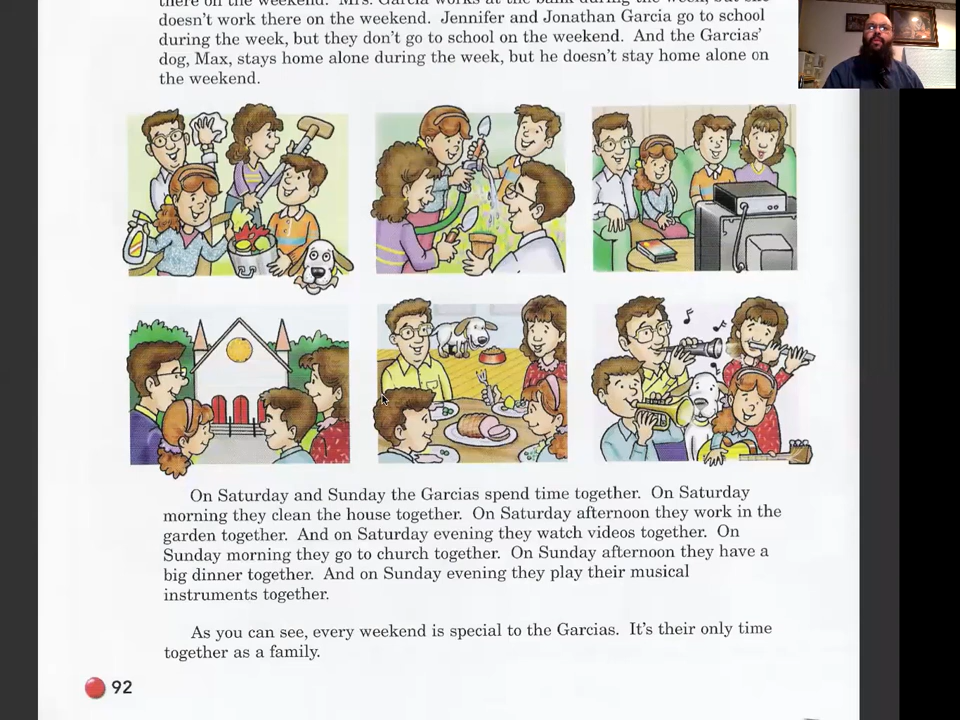 doesn't work there on the weekend. Jennifer and Jonathan Garcia go to school
during the week, but they don't go to school on the weekend. And the Garcias'
dog, Max, stays home alone during the week, but he doesn't stay home alone on
the weekend.
On Saturday and Sunday the Garcias spend time together. On Saturday
morning they clean the house together. On Saturday afternoon they work in the
garden together. And on Saturday evening they watch videos together. On
Sunday morning they go to church together. On Sunday afternoon they have a
big dinner together. And on Sunday evening they play their musical
instruments together.
As you can see, every weekend is special to the Garcias. It's their only time
together as a family.
92